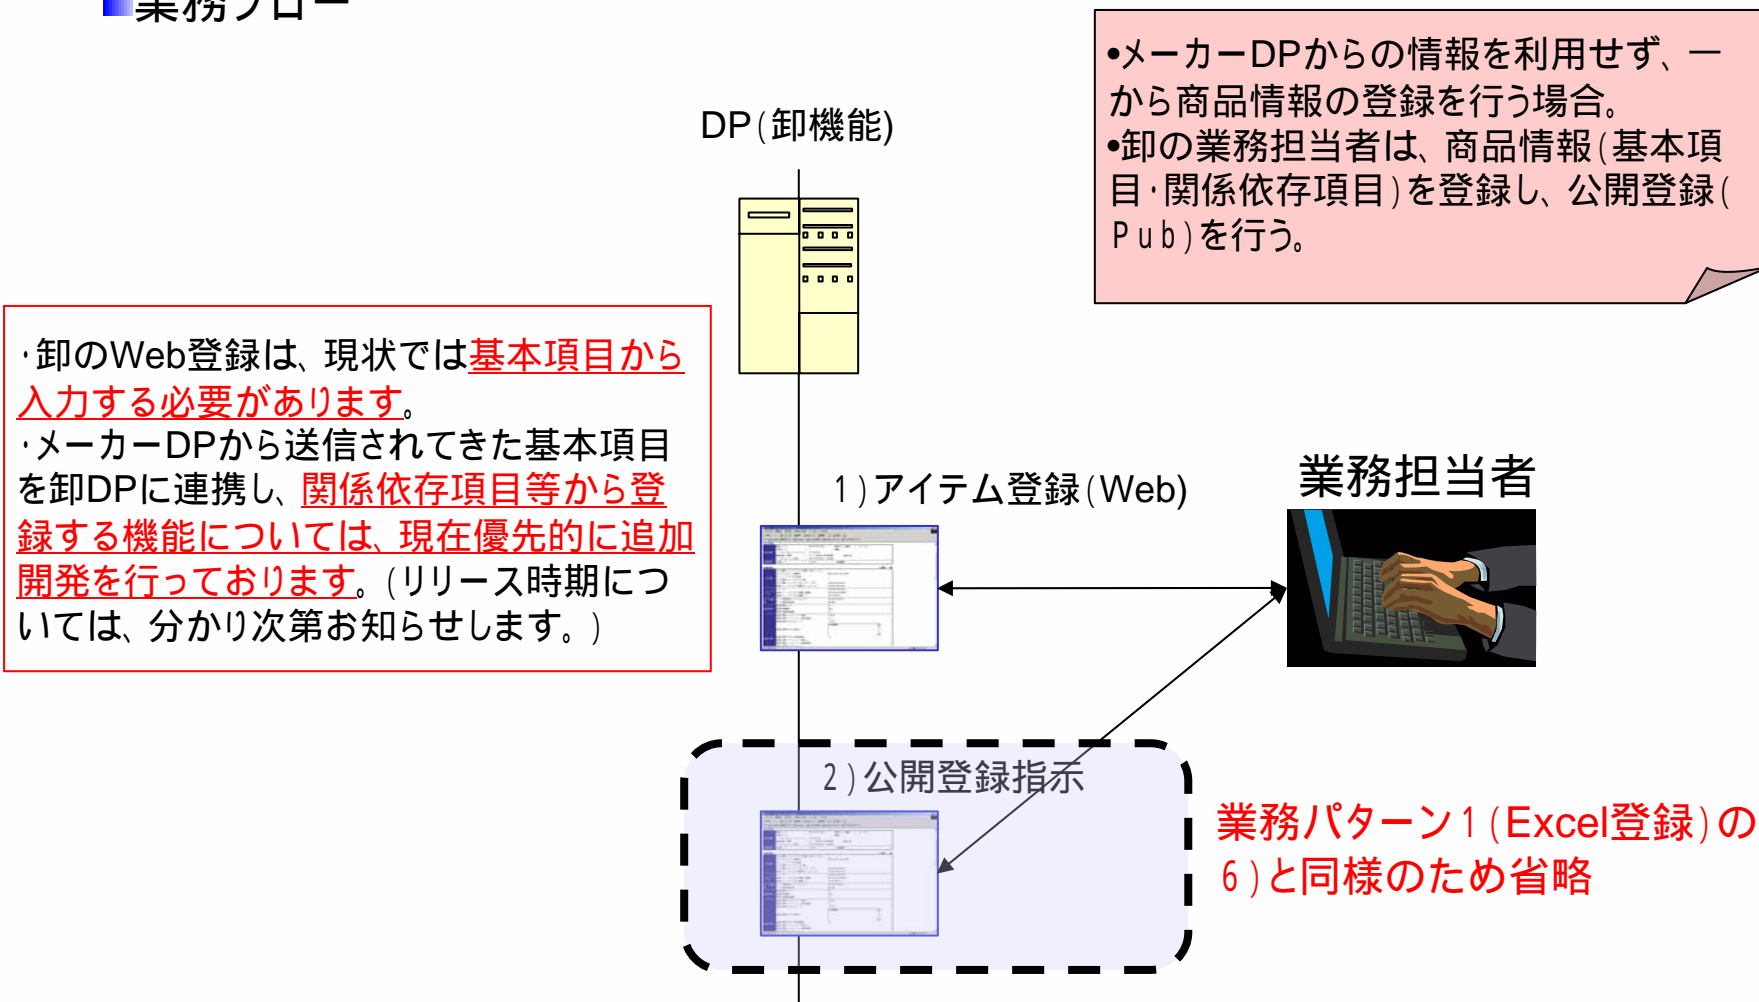 業務フロー
•メーカーDPからの情報を利用せず、一
から商品情報の登録を行う場合。
•卸の業務担当者は、商品情報(基本項
目・関係依存項目)を登録し、公開登録(
Pub)を行う。
DP(卸機能)
・卸のWeb登録は、現状では基本項目から
入力する必要があります。
・メーカーDPから送信されてきた基本項目
を卸DPに連携し、関係依存項目等から登
録する機能については、現在優先的に追加
開発を行っております。(リリース時期につ
いては、分かり次第お知らせします。)
1)アイテム登録(Web)
業務担当者
2)公開登録指示
業務パターン1(Excel登録)の
6)と同様のため省略